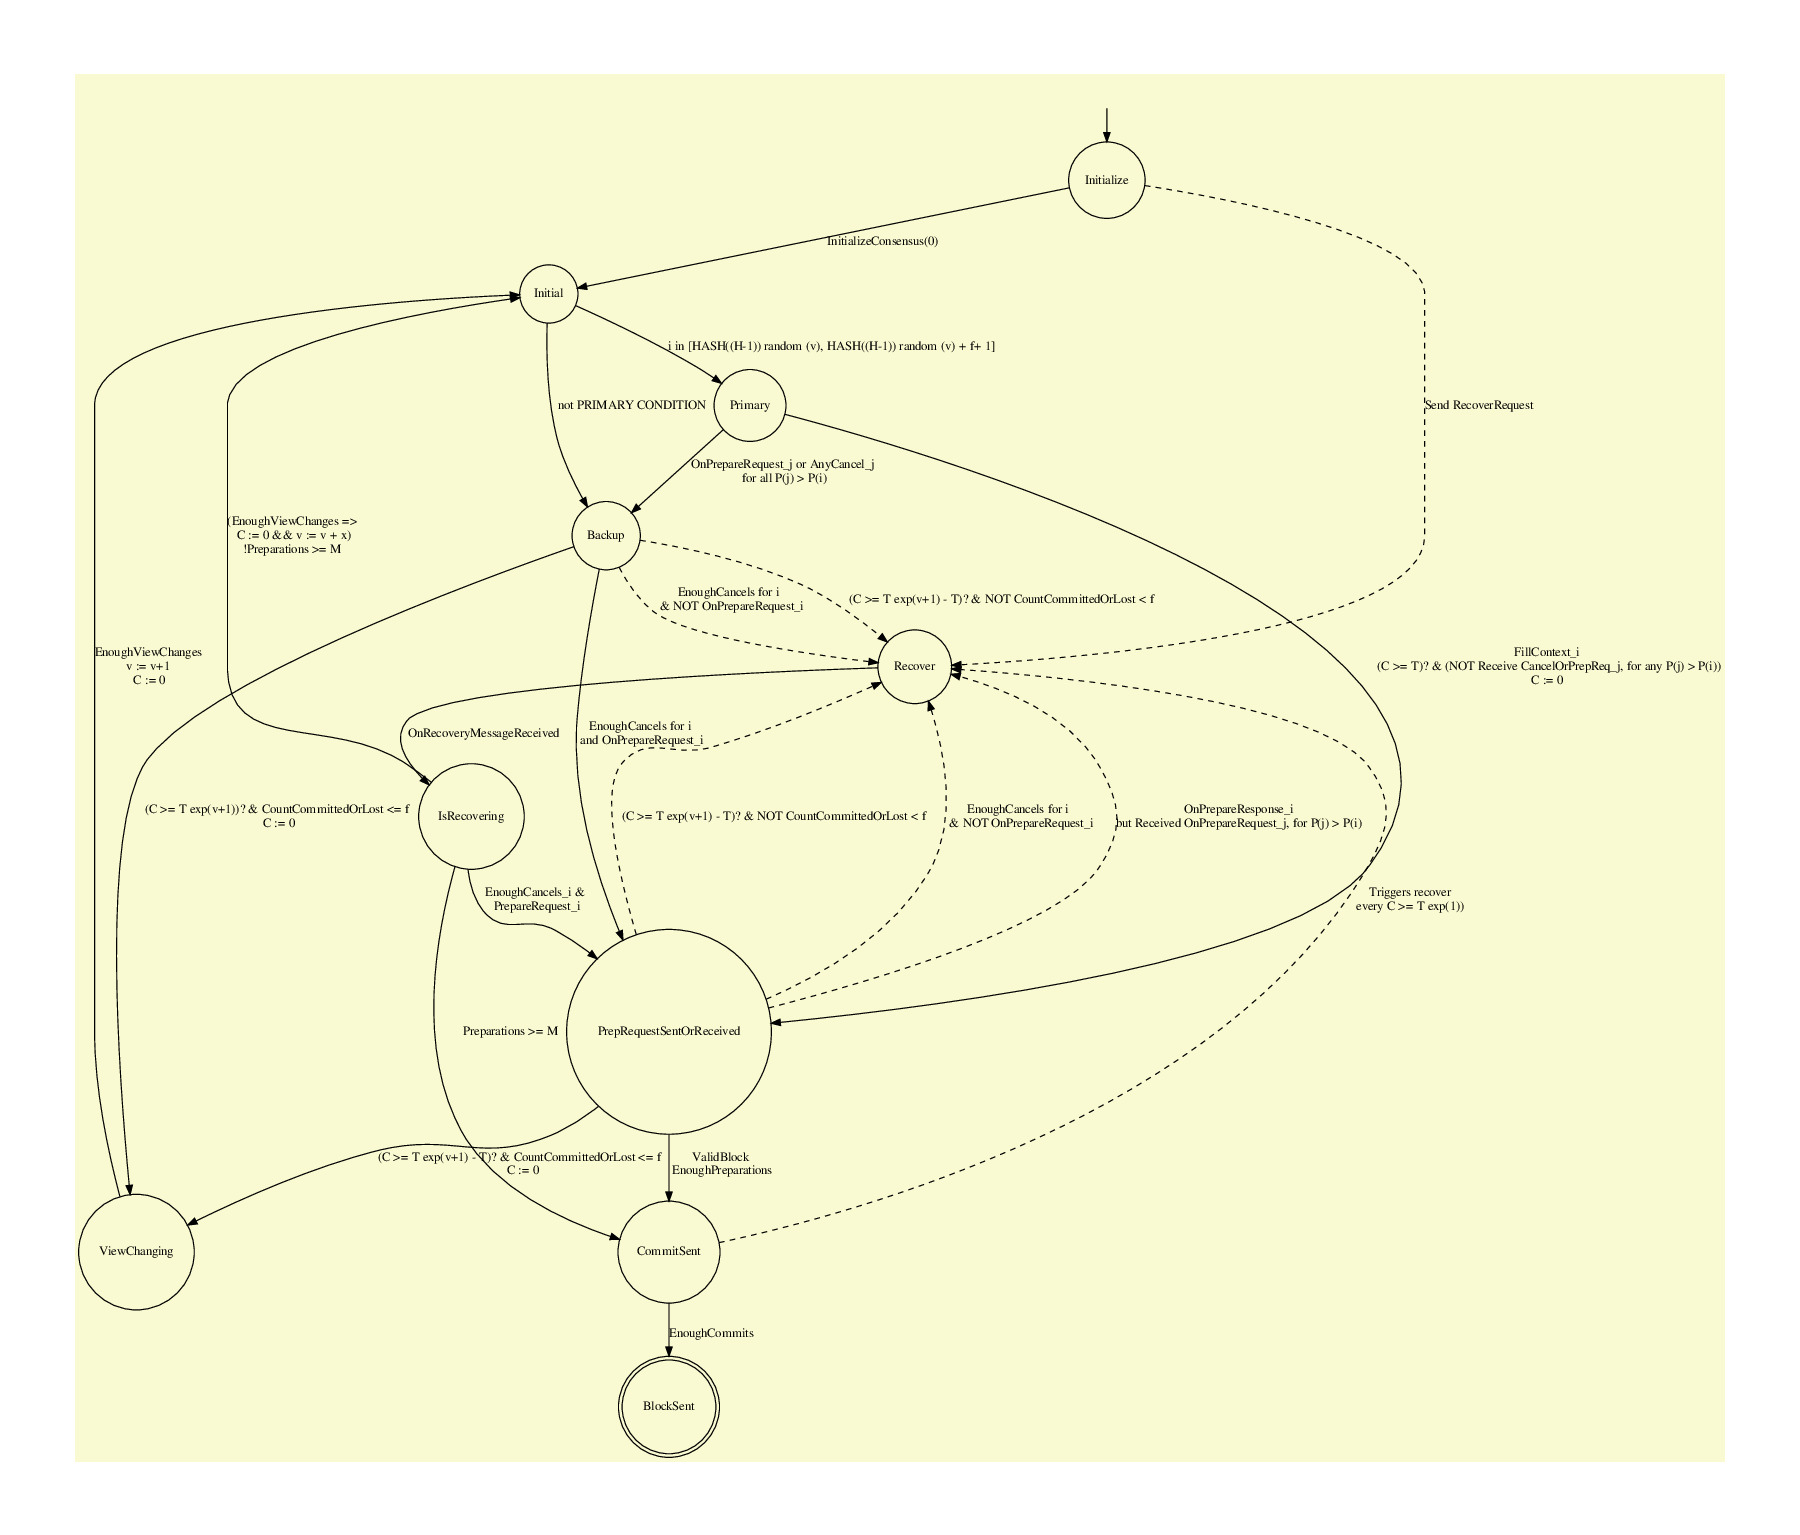 Initialize
InitializeConsensus(0)
Initial
i in [HASH((H-1)) random (v), HASH((H-1)) random (v) + f+ 1]
not PRIMARY CONDITION
Primary
Send RecoverRequest
OnPrepareRequest_j or AnyCancel_j
for all P(j) > P(i)
(EnoughViewChanges =>
C := 0 && v := v + x)
!Preparations >= M
Backup
EnoughCancels for i
& NOT OnPrepareRequest_i
(C >= T exp(v+1) - T)? & NOT CountCommittedOrLost < f
EnoughViewChanges
v := v+1
C := 0
Recover
FillContext_i
(C >= T)? & (NOT Receive CancelOrPrepReq_j, for any P(j) > P(i))
C := 0
OnRecoveryMessageReceived
EnoughCancels for i
and OnPrepareRequest_i
(C >= T exp(v+1))? & CountCommittedOrLost <= f
C := 0
IsRecovering
(C >= T exp(v+1) - T)? & NOT CountCommittedOrLost < f
EnoughCancels for i
& NOT OnPrepareRequest_i
OnPrepareResponse_i
but Received OnPrepareRequest_j, for P(j) > P(i)
EnoughCancels_i &
PrepareRequest_i
Triggers recover
every C >= T exp(1))
Preparations >= M
PrepRequestSentOrReceived
(C >= T exp(v+1) - T)? & CountCommittedOrLost <= f
C := 0
ValidBlock
EnoughPreparations
ViewChanging
CommitSent
EnoughCommits
BlockSent